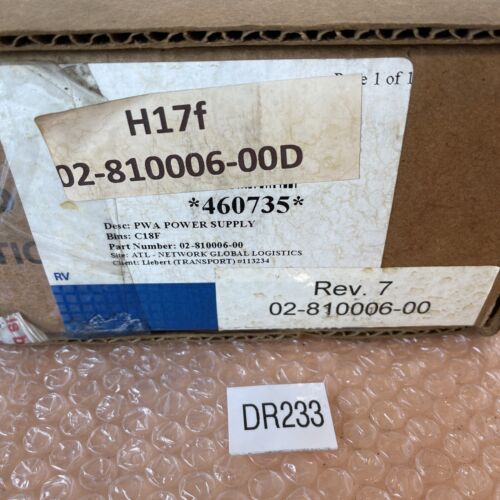 1 of 1
H17f
02-810006-00D
*460735*
Desc: PWA POWER SUPPLY
Bins: C18F
Part Number: 02-810006-00
Site: ATL - NETWORK GLOBAL LOGISTICS
Client: Liebert (TRANSPORT) #113234
RV
Rev. 7
02-810006-00
DR233